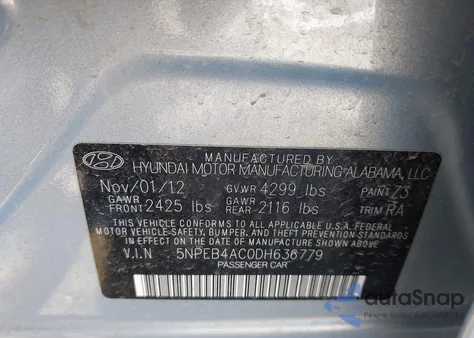 MANUFACTURED BY
HYUNDAI MOTOR MANUFACTURING ALABAMA, LLC
Nov/01/12 GVWR 4299 lbs PAINT Z3
GAWR FRONT 2425 lbs GAWR REAR 2116 lbs TRIM RA
THIS VEHICLE CONFORMS TO ALL APPLICABLE U.S.A FEDERAL
MOTOR VEHICLE SAFETY, BUMPER, AND THEFT PREVENTION STANDARDS
IN EFFECT ON THE DATE OF MANUFACTURE SHOWN ABOVE.
V.I.N 5NPEB4AC0DH636779
PASSENGER CAR
autoSnap
POWERED BY